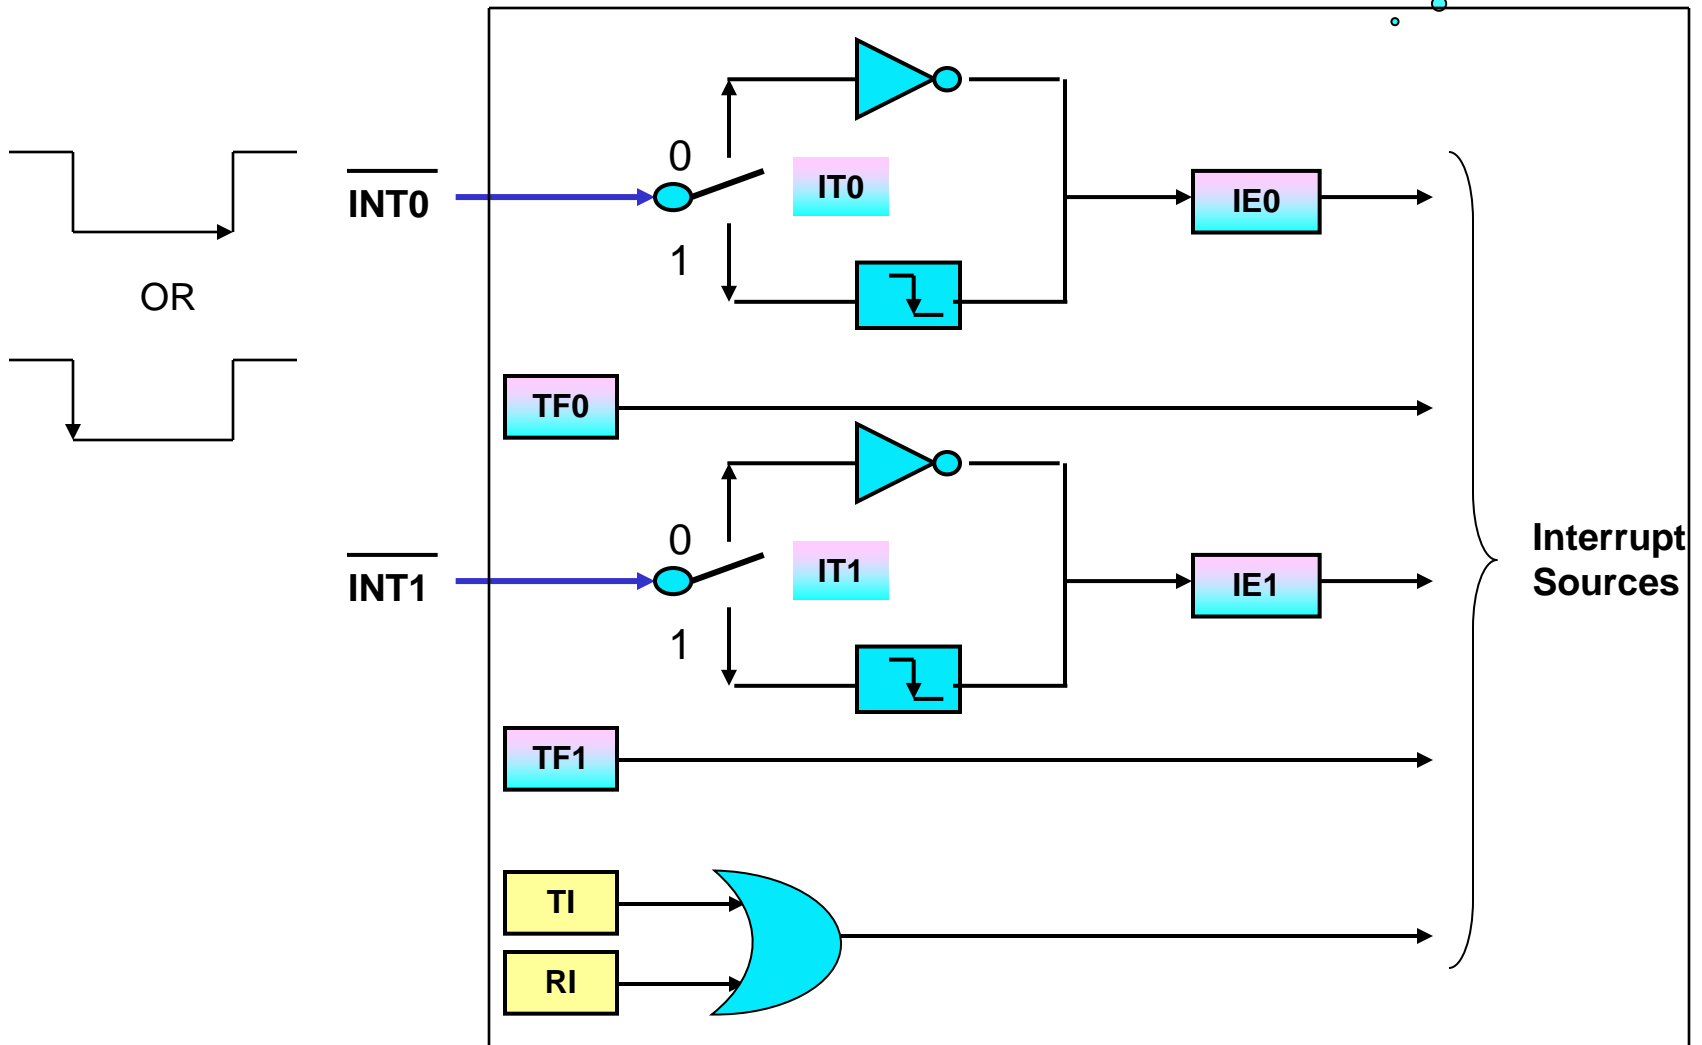 0
INT0
IT0
IE0
1
OR
TF0
0
INT1
IT1
IE1
1
Interrupt
Sources
TF1
TI
RI